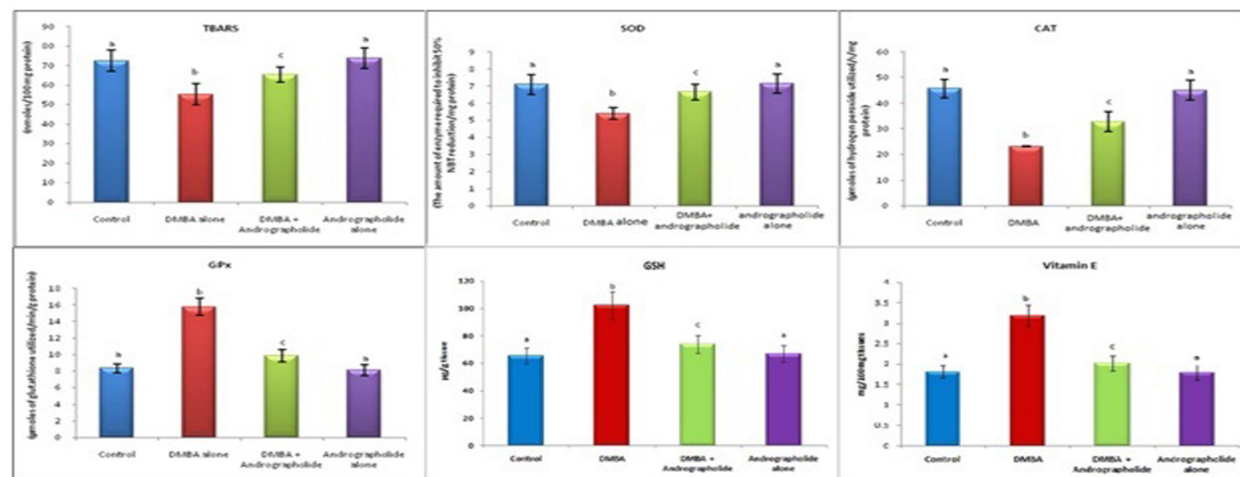 TBARS
(nmoles/100mg protein)
90
80
70
60
50
40
30
20
10
0
a
b
c
a
Control
DMBA alone
DMBA +
Andrographolide
Andrographolide
alone
SOD
(The amount of enzyme required to inhibit 50%
NBT reduction/mg protein)
9
8
7
6
5
4
3
2
1
0
a
b
c
a
Control
DMBA alone
DMBA+
andrographolide
andrographolide
alone
CAT
(µmoles of hydrogen peroxide utilized/s/mg
protein)
60
50
40
30
20
10
0
a
b
c
a
Control
DMBA
DMBA+
andrographolide
andrographolide
alone
GPx
(µmoles of glutathione utilized/min/g protein)
18
16
14
12
10
8
6
4
2
0
a
b
c
a
Control
DMBA alone
DMBA +
Andrographolide
Andrographolide
alone
GSH
120
100
80
60
40
20
0
a
b
c
a
Control
DMBA
DMBA +
Andrographolide
Andrographolide
alone
Vitamin E
mg/100mg tissues
4
3.5
3
2.5
2
1.5
1
0.5
0
a
b
c
a
Control
DMBA
DMBA +
Andrographolide
Andrographolide
alone